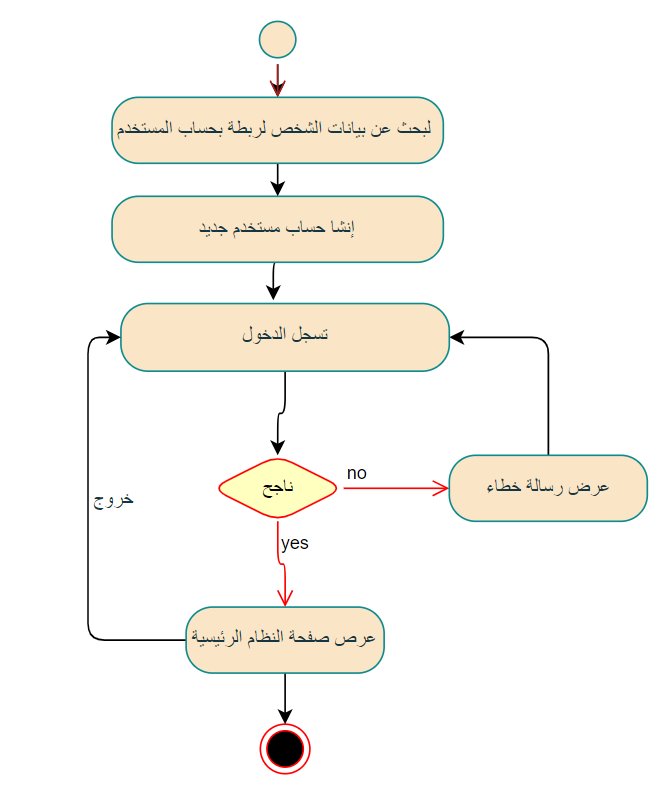 لبحث عن بيانات الشخص لربطة بحساب المستخدم
إنشا حساب مستخدم جديد
تسجل الدخول
ناجح
no
عرض رسالة خطاء
خروج
yes
عرص صفحة النظام الرئيسية